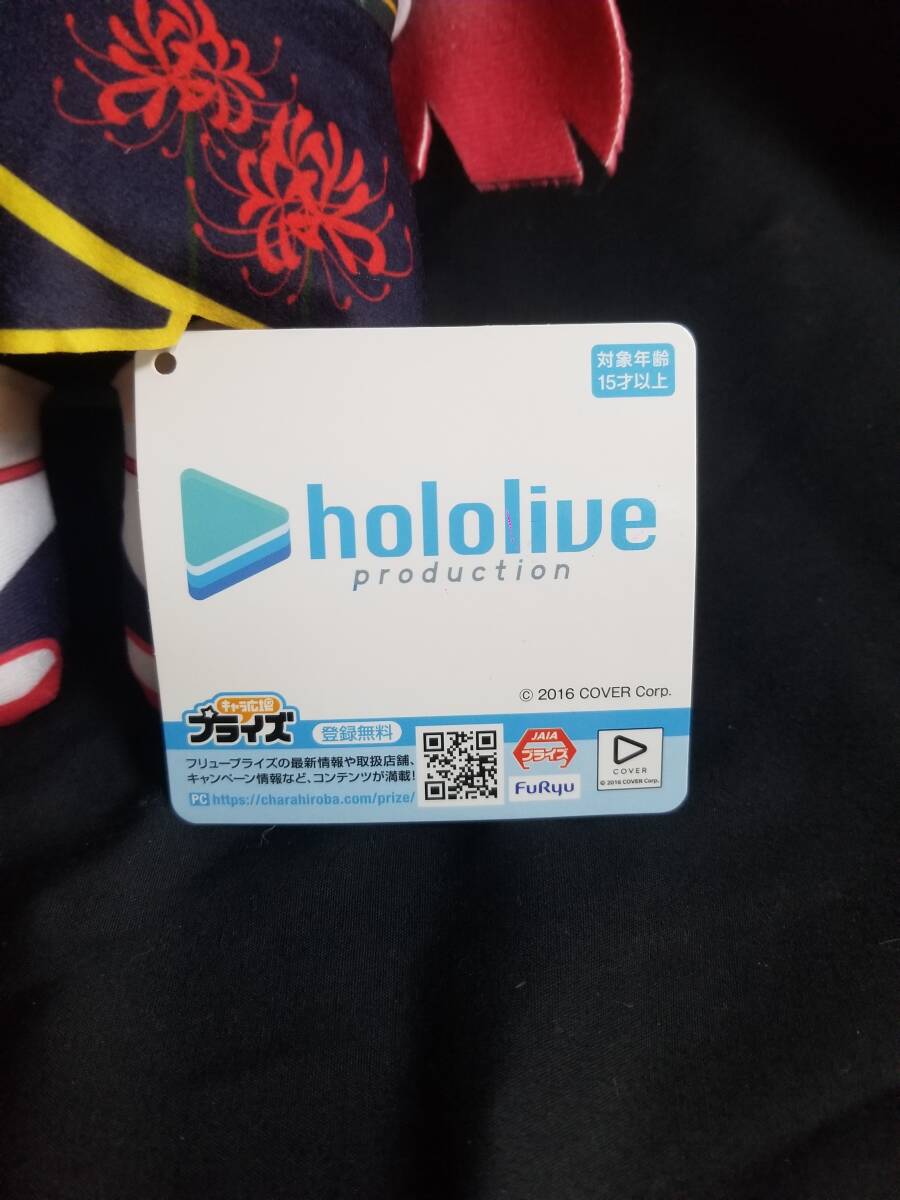 対象年齢
15才以上
hololive
production
© 2016 COVER Corp.
キャラ広場
プライズ
登録無料
フリュープライズの最新情報や取扱店舗、
キャンペーン情報など、コンテンツが満載!
PC https://charahiroba.com/prize/
JAIA
プライズ
FuRyu
COVER
© 2016 COVER Corp.